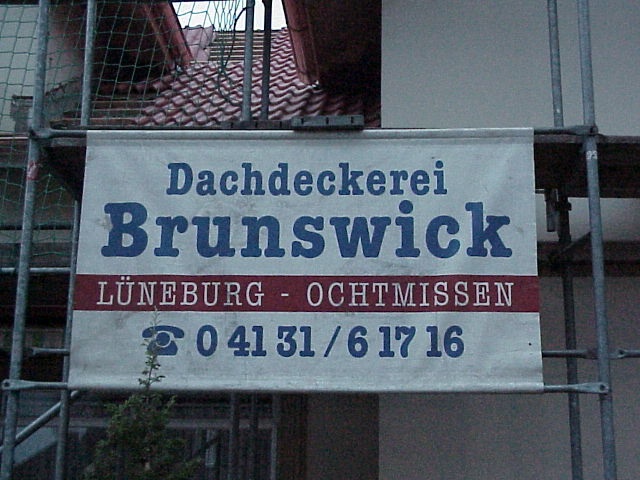 Dachdeckerei
Brunswick
LÜNEBURG - OCHTMISSEN
☎ 0 41 31 / 6 17 16